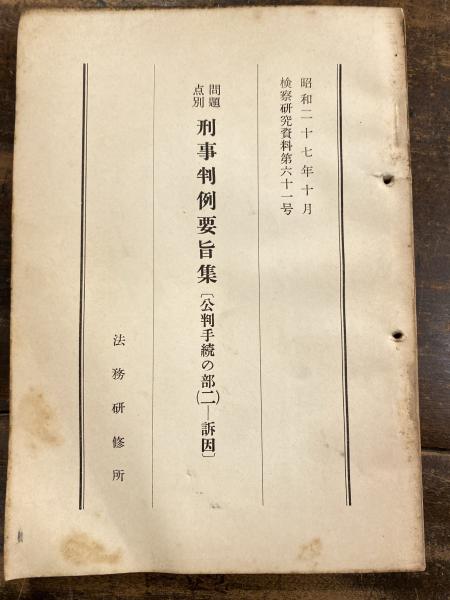 昭和二十七年十月
検察研究資料第六十一号
問題点別 刑事判例要旨集〔公判手続の部(二)―訴因〕
法務研修所